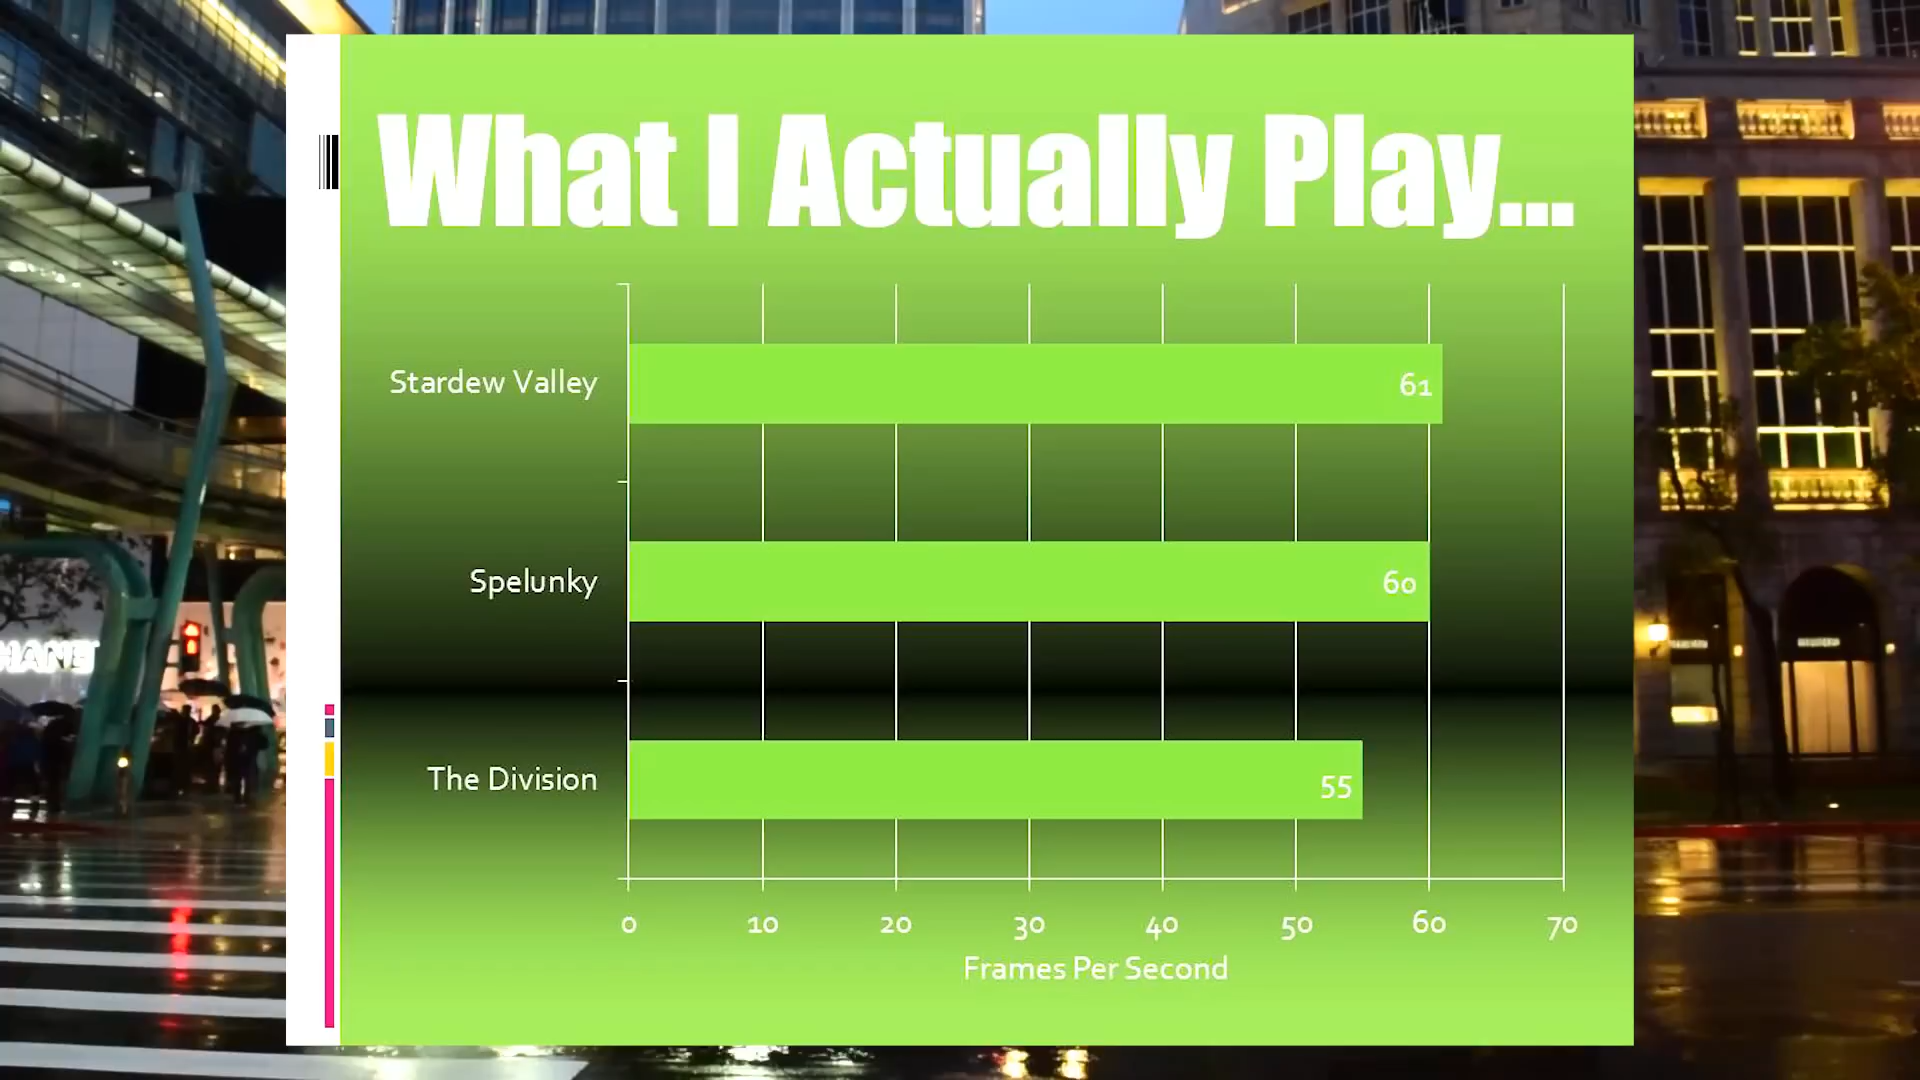 What I Actually Play...
Stardew Valley
61
Spelunky
60
The Division
55
0 10 20 30 40 50 60 70
Frames Per Second